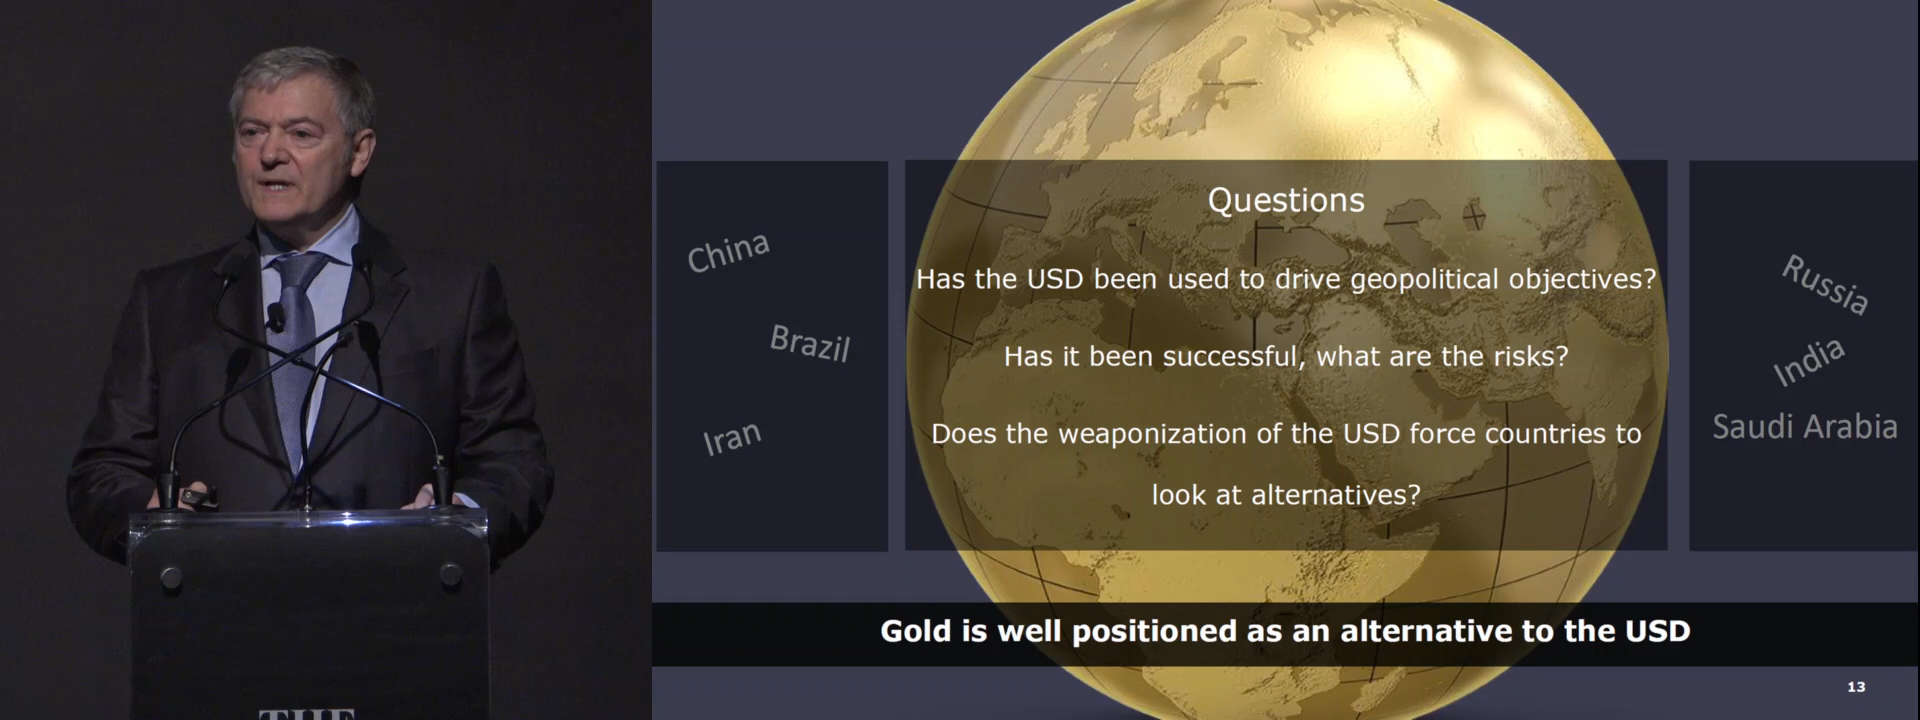 THE
China
Brazil
Iran
Questions
Has the USD been used to drive geopolitical objectives?
Has it been successful, what are the risks?
Does the weaponization of the USD force countries to
look at alternatives?
Russia
India
Saudi Arabia
Gold is well positioned as an alternative to the USD
13